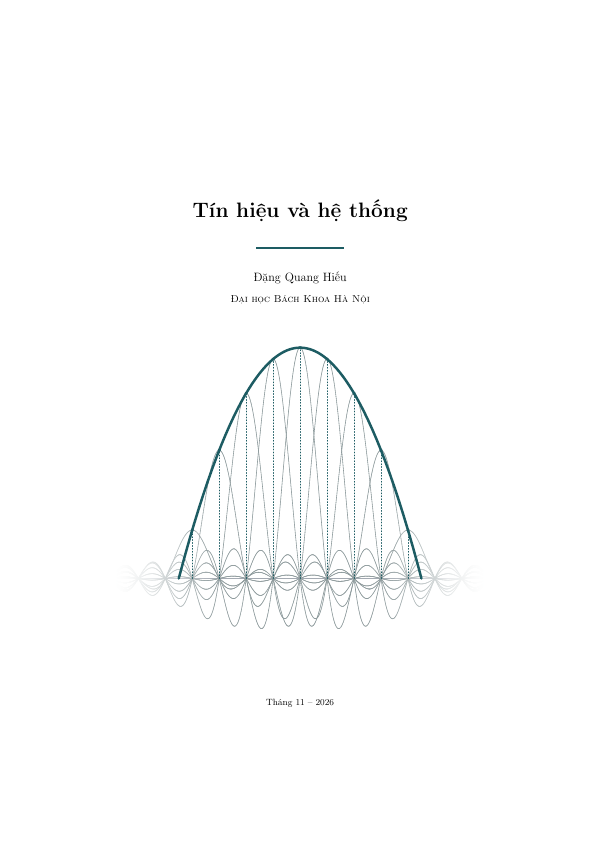 Tín hiệu và hệ thống
Đặng Quang Hiếu
Đại học Bách Khoa Hà Nội
Tháng 11 – 2026